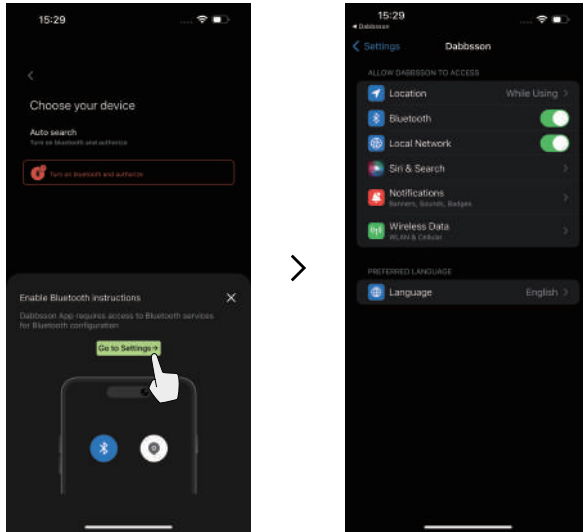 15:29
Choose your device
Auto search
Turn on bluetooth and authorize
Turn on bluetooth and authorize
Enable Bluetooth instructions
Dabbsson App requires access to Bluetooth services
for Bluetooth configuration
Go to Settings→
15:29
◂ Dabbsson
Settings
Dabbsson
ALLOW DABBSSON TO ACCESS
Location
While Using
Bluetooth
Local Network
Siri & Search
Notifications
Banners, Sounds, Badges
Wireless Data
WLAN & Cellular
PREFERRED LANGUAGE
Language
English